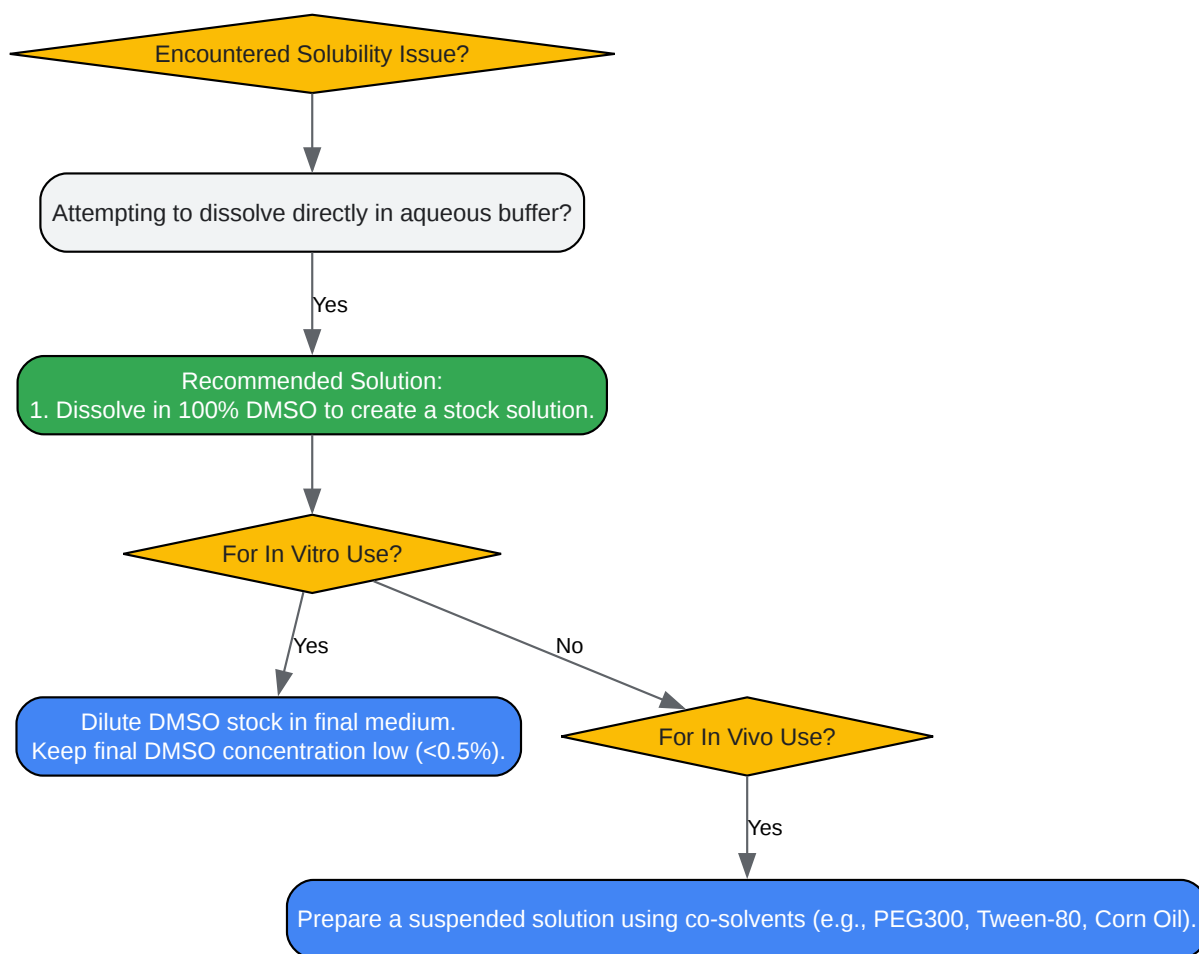 Encountered Solubility Issue?
Attempting to dissolve directly in aqueous buffer?
Yes
Recommended Solution:
1. Dissolve in 100% DMSO to create a stock solution.
For In Vitro Use?
Yes
No
Dilute DMSO stock in final medium.
Keep final DMSO concentration low (<0.5%).
For In Vivo Use?
Yes
Prepare a suspended solution using co-solvents (e.g., PEG300, Tween-80, Corn Oil).